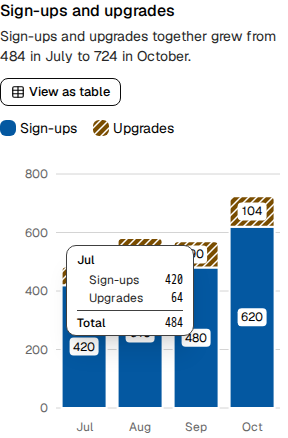 Sign-ups and upgrades
Sign-ups and upgrades together grew from
484 in July to 724 in October.
View as table
Sign-ups Upgrades
800
600
400
200
0
104
620
480
420
Jul
Sign-ups 420
Upgrades 64
Total 484
Jul Aug Sep Oct